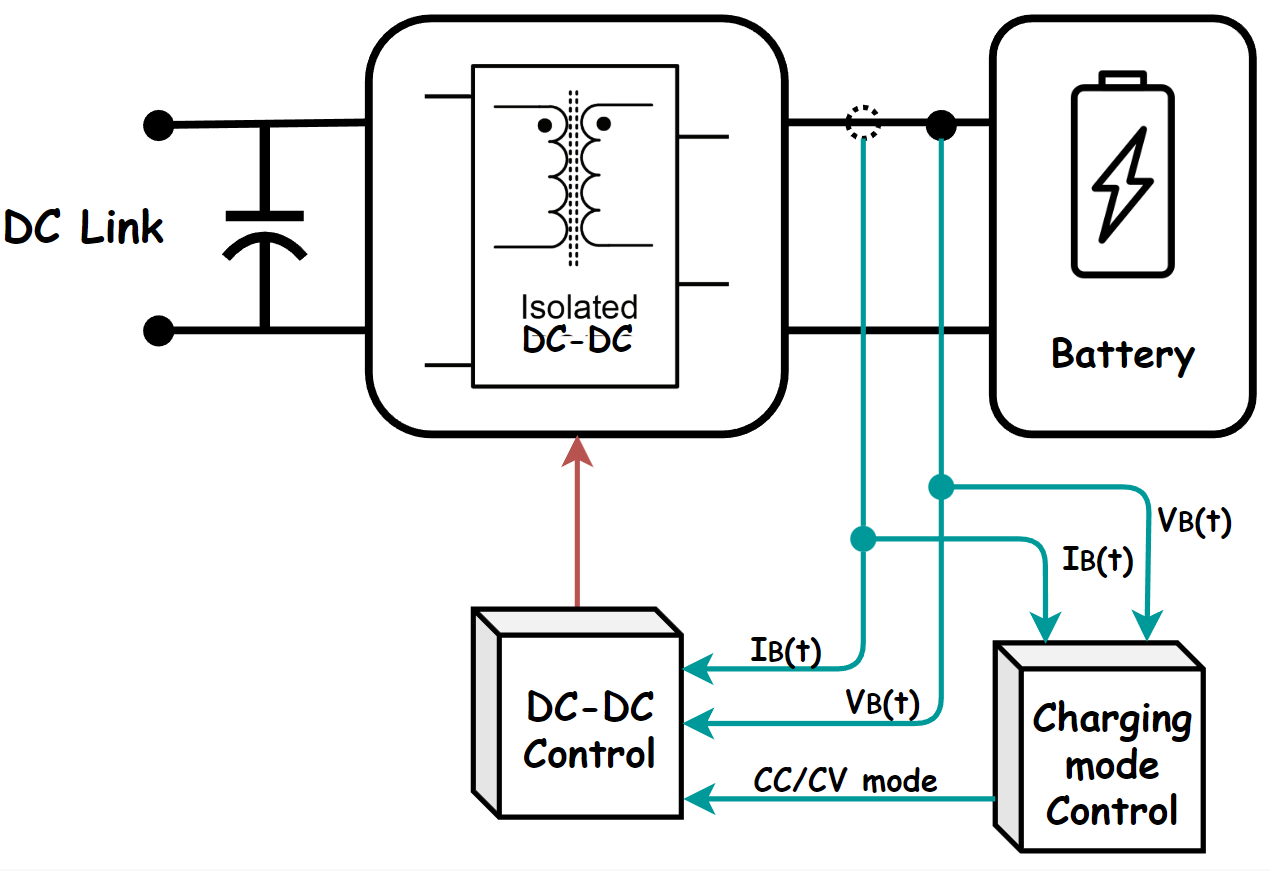 DC Link
Isolated
DC-DC
Battery
VB(t)
IB(t)
IB(t)
VB(t)
DC-DC
Control
CC/CV mode
Charging
mode
Control